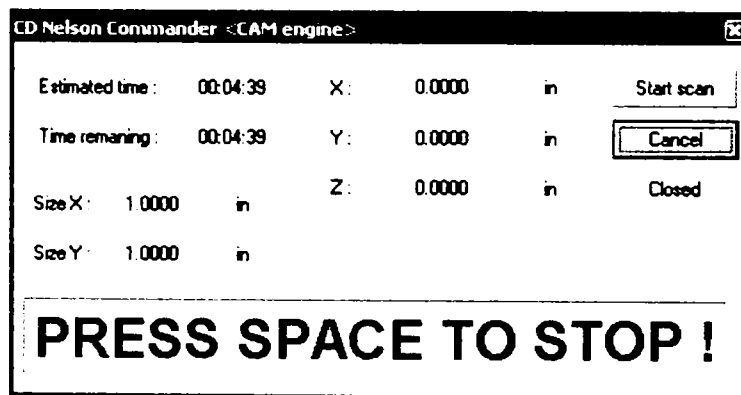 CD Nelson Commander <CAM engine>
Estimated time : 00:04:39 X : 0.0000 in Start scan
Time remaning : 00:04:39 Y : 0.0000 in Cancel
Z : 0.0000 in Closed
Size X : 1.0000 in
Size Y : 1.0000 in
PRESS SPACE TO STOP !